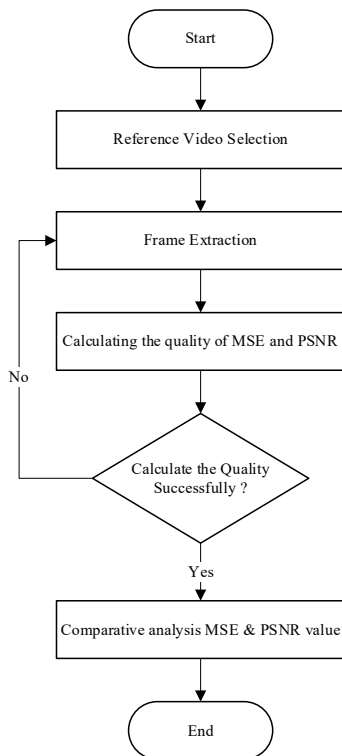 Start
Reference Video Selection
Frame Extraction
Calculating the quality of MSE and PSNR
No
Calculate the Quality
Successfully ?
Yes
Comparative analysis MSE & PSNR value
End